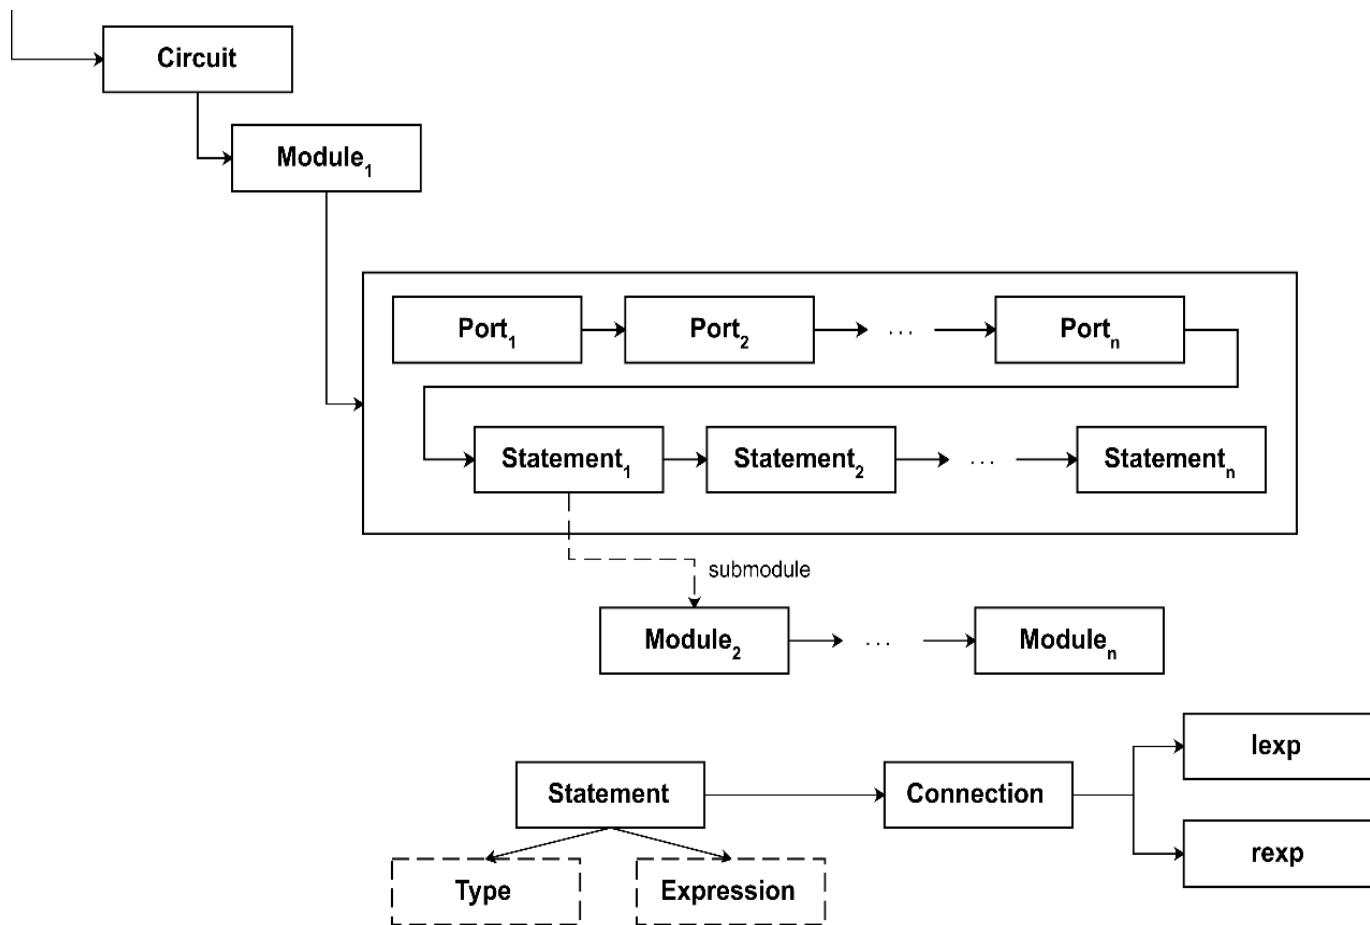 Circuit
Module1
Port1 Port2 ... Portn
Statement1 Statement2 ... Statementn
submodule
Module2 ... Modulen
lexp
Statement Connection
rexp
Type Expression